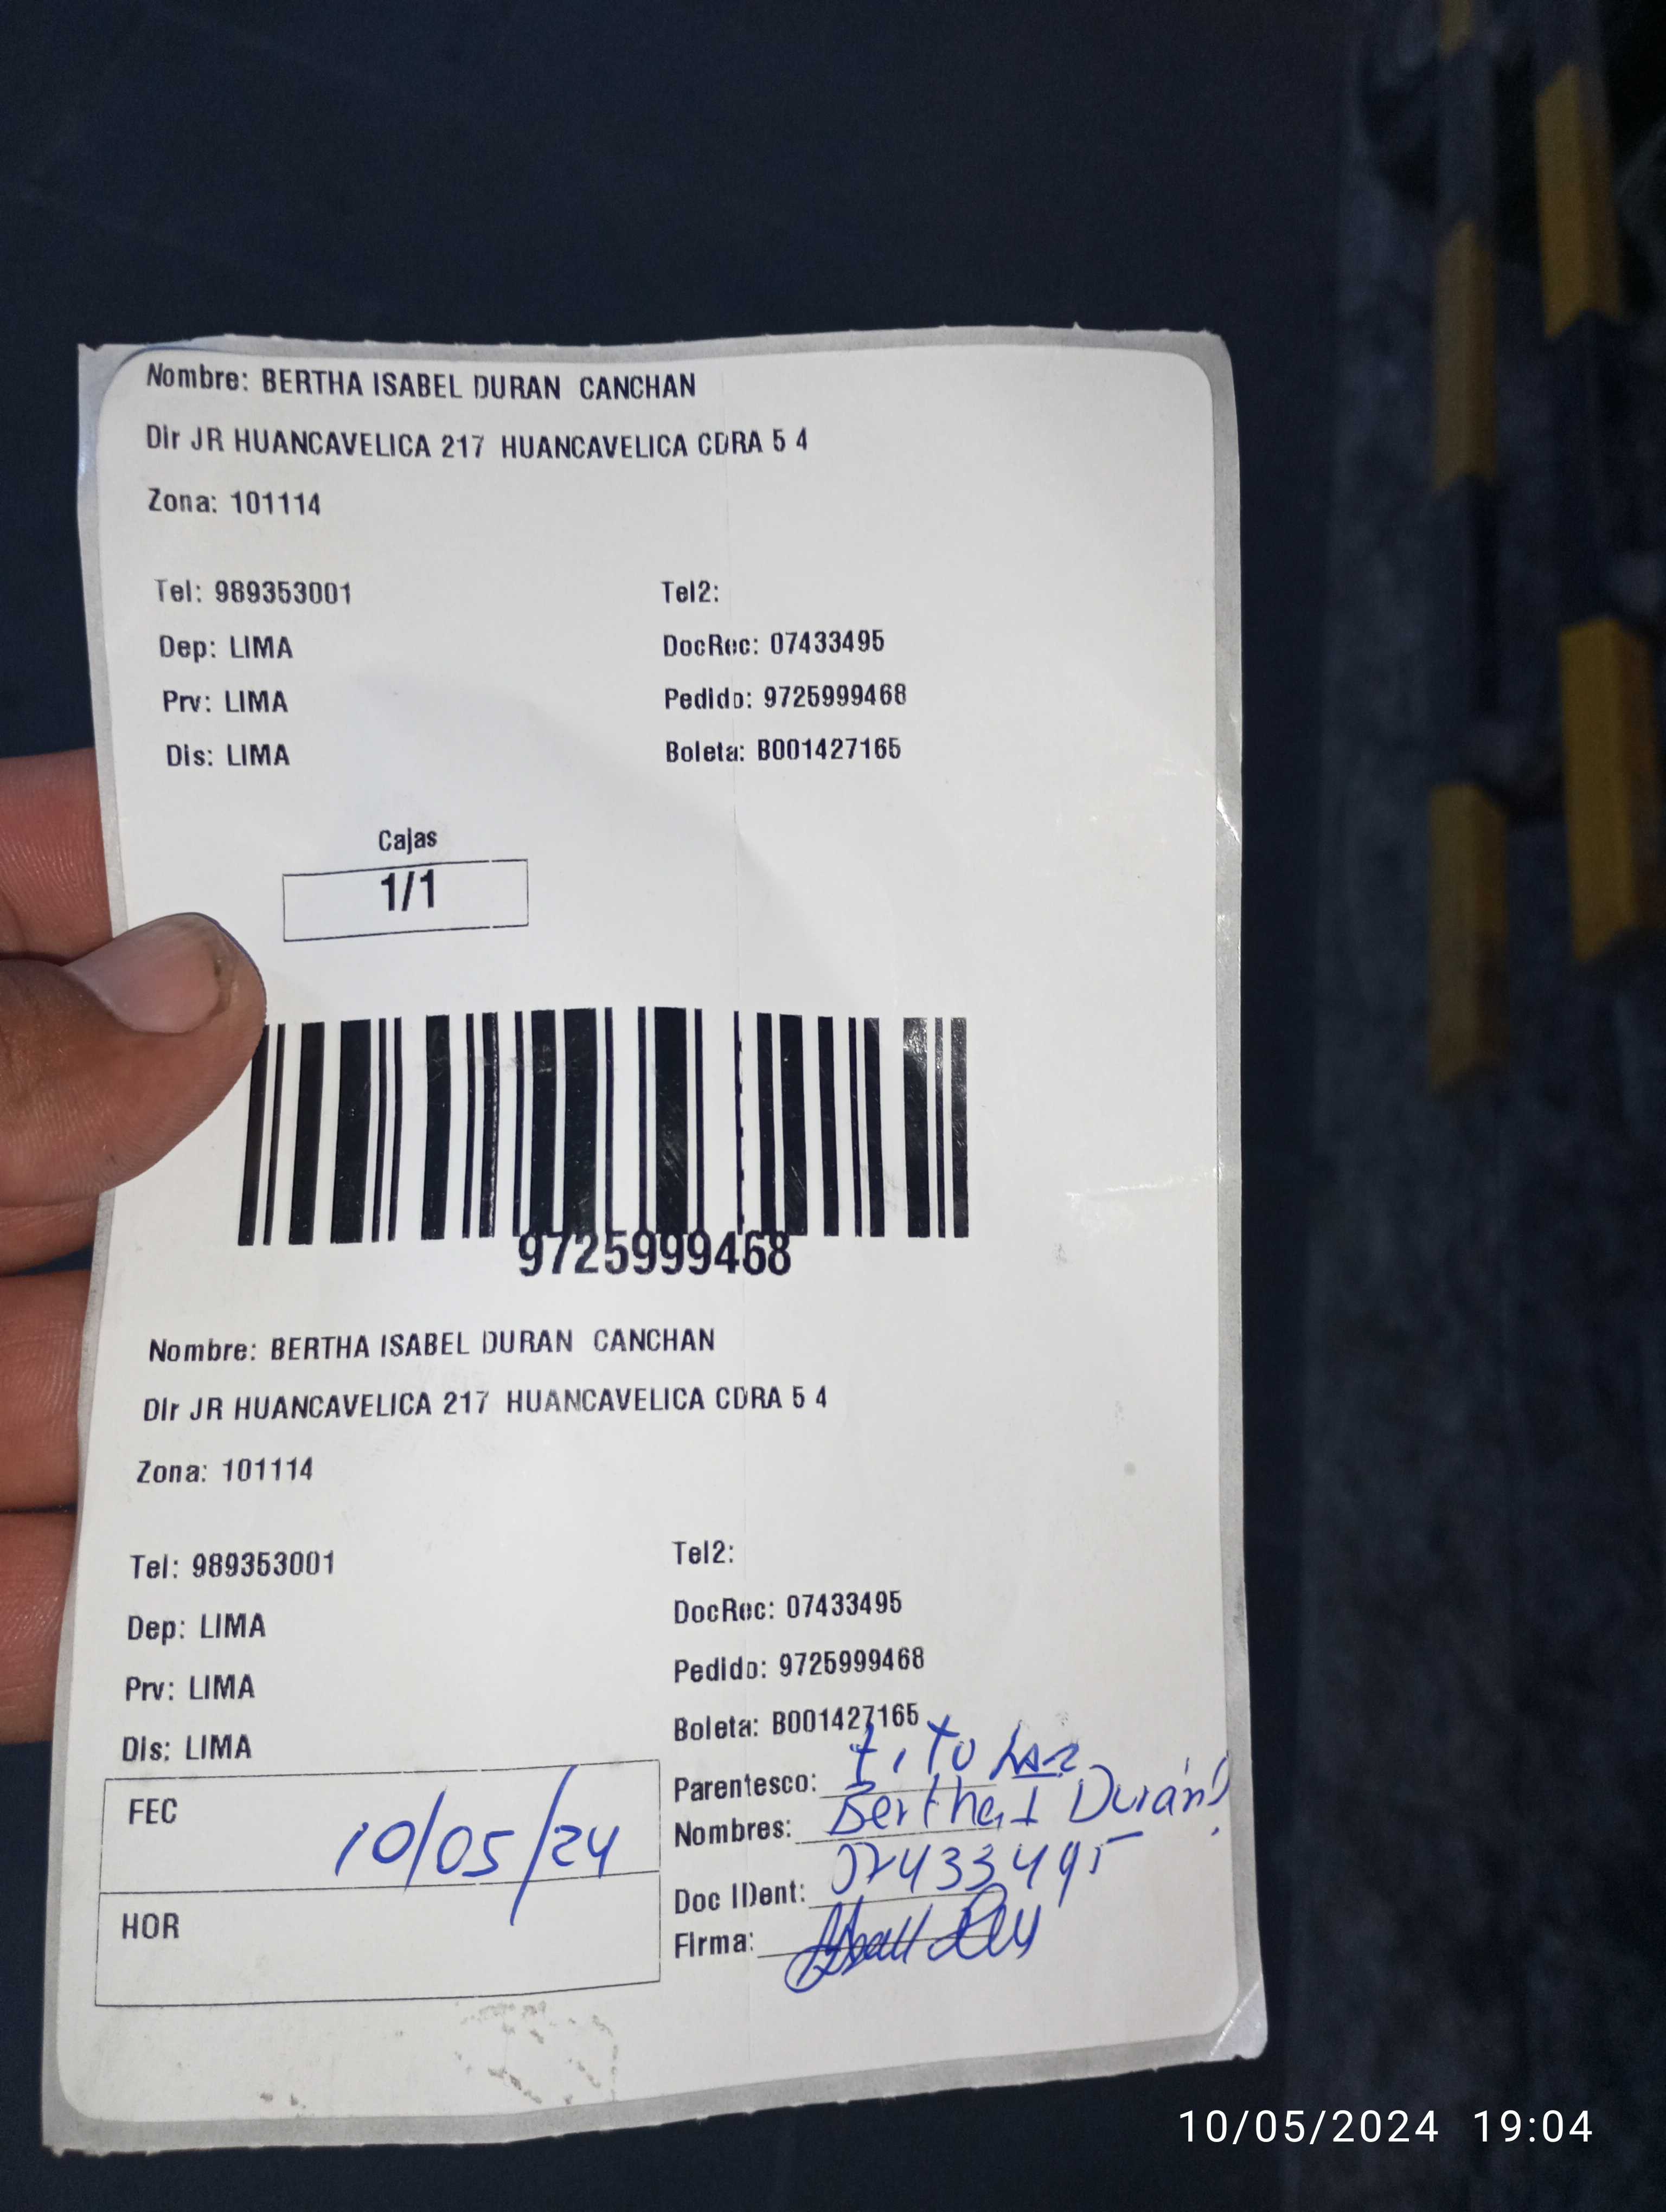 Nombre: BERTHA ISABEL DURAN CANCHAN
Dir JR HUANCAVELICA 217 HUANCAVELICA CDRA 5 4
Zona: 101114
Tel: 989353001 Tel2:
Dep: LIMA DocRec: 07433495
Prv: LIMA Pedido: 9725999468
Dis: LIMA Boleta: B001427165
Cajas
1/1
9725999468
Nombre: BERTHA ISABEL DURAN CANCHAN
Dir JR HUANCAVELICA 217 HUANCAVELICA CDRA 5 4
Zona: 101114
Tel: 989353001 Tel2:
Dep: LIMA DocRec: 07433495
Prv: LIMA Pedido: 9725999468
Dis: LIMA Boleta: B001427165
FEC 10/05/24
HOR
Parentesco: titular
Nombres: Bertha I Durán
Doc IDent: 07433495
Firma:
10/05/2024 19:04